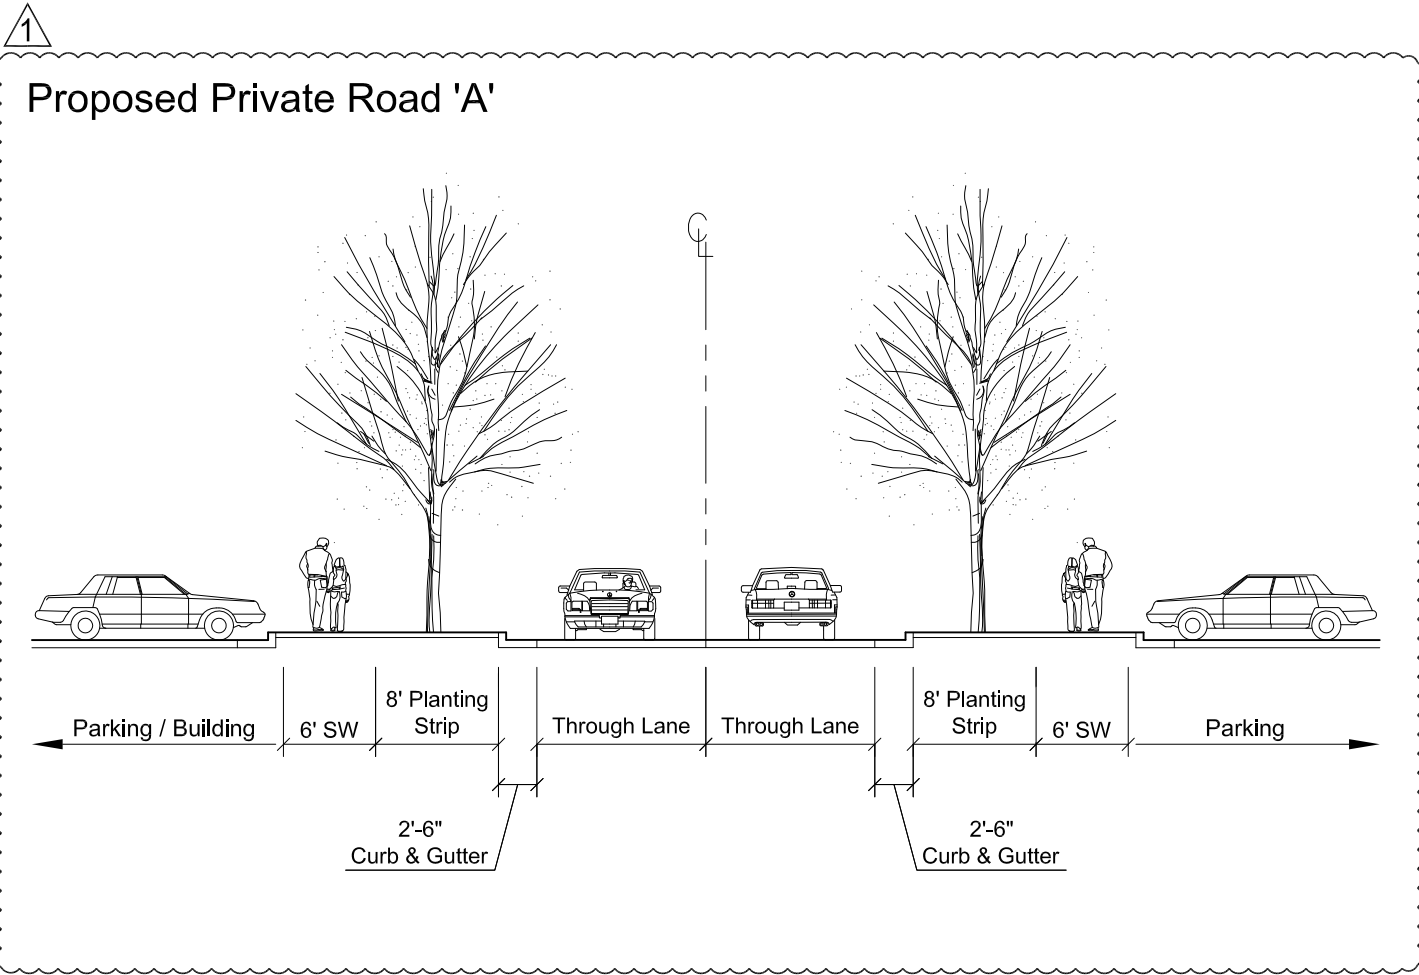 1
Proposed Private Road 'A'
CL
Parking / Building
6' SW
8' Planting
Strip
Through Lane
Through Lane
8' Planting
Strip
6' SW
Parking
2'-6"
Curb & Gutter
2'-6"
Curb & Gutter